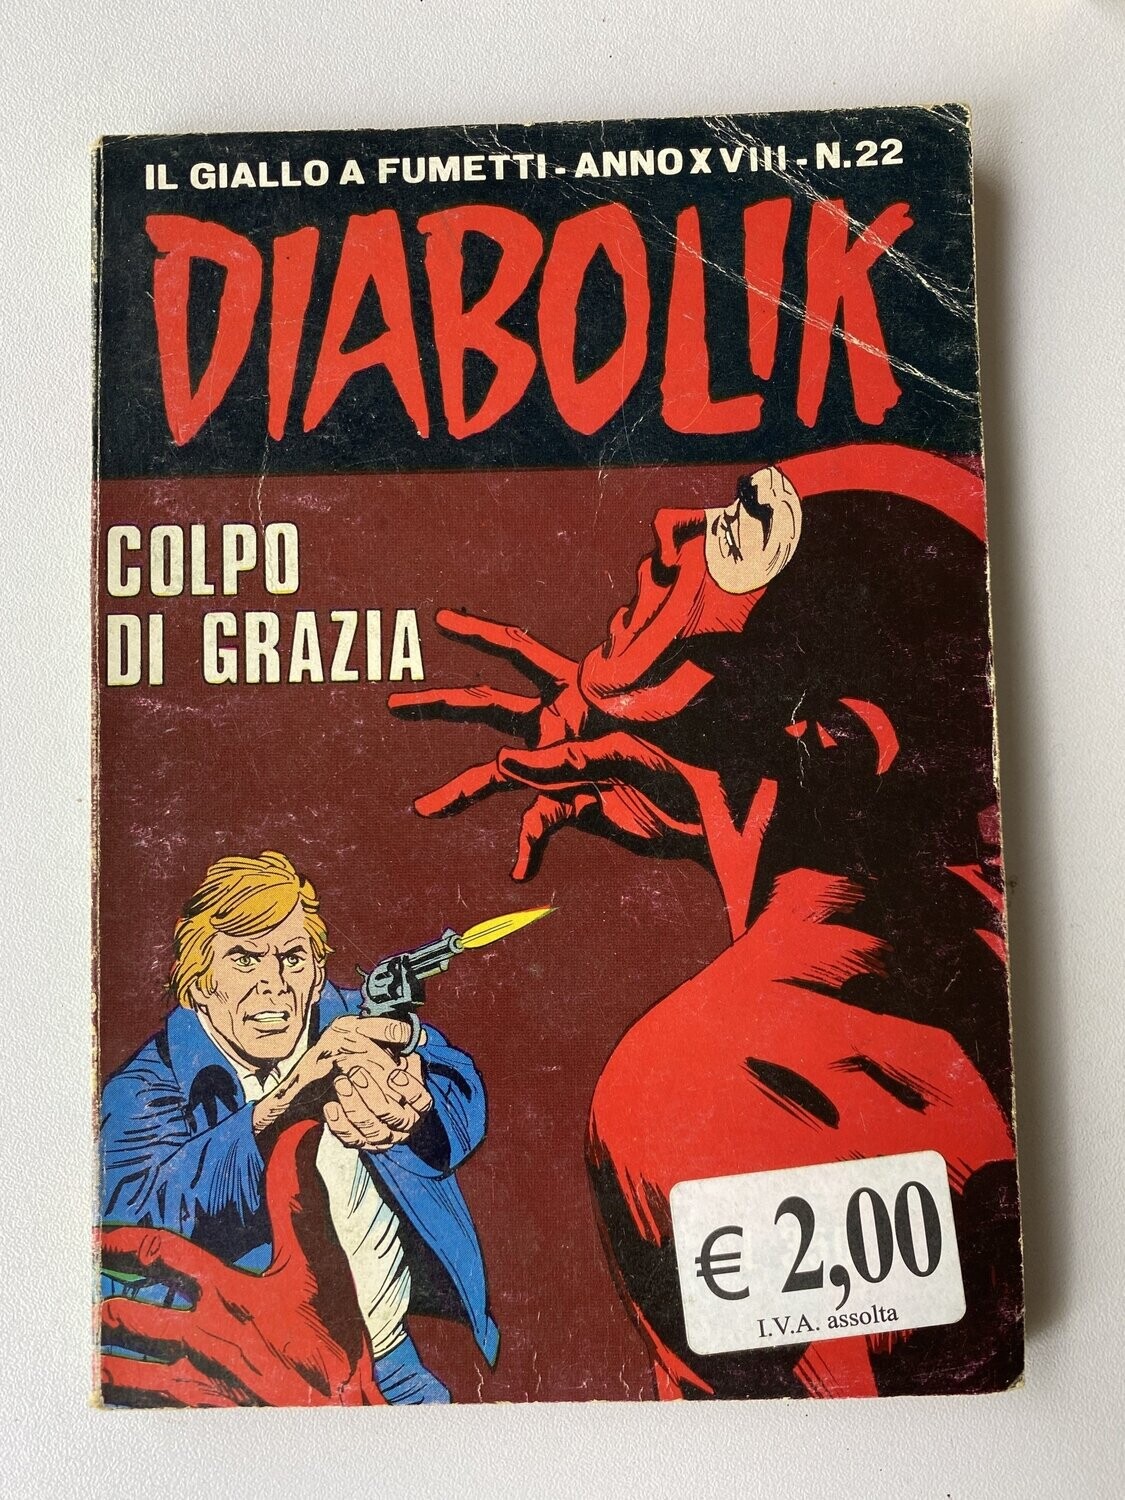 IL GIALLO A FUMETTI - ANNO XVIII - N. 22
DIABOLIK
COLPO
DI GRAZIA
€ 2,00
I.V.A. assolta